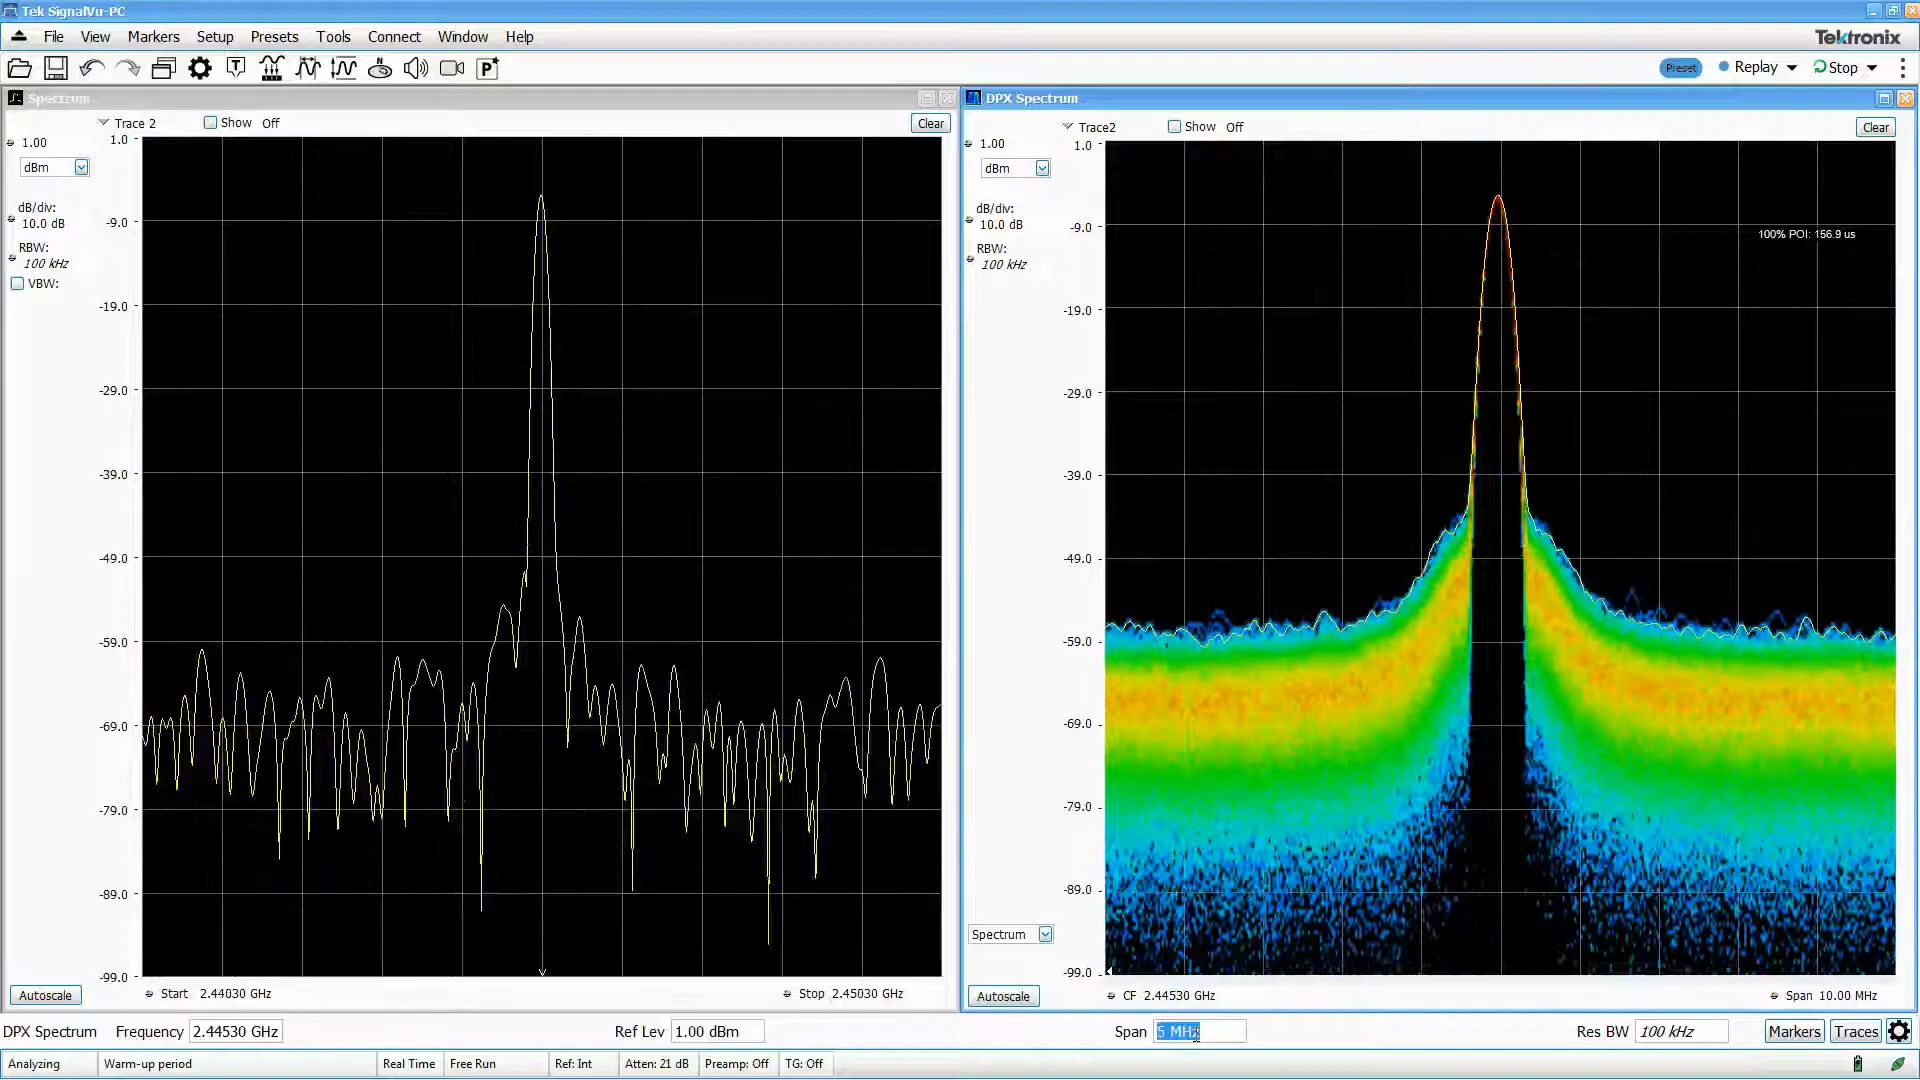 Tek SignalVu-PC
File View Markers Setup Presets Tools Connect Window Help
Tektronix
T
P
Preset Replay Stop
Spectrum
Trace 2 Show Off Clear
1.00
dBm
dB/div:
10.0 dB
RBW:
100 kHz
VBW:
1.0
-9.0
-19.0
-29.0
-39.0
-49.0
-59.0
-69.0
-79.0
-89.0
-99.0
Autoscale
Start 2.44030 GHz
Stop 2.45030 GHz
DPX Spectrum
Trace2 Show Off Clear
1.00
dBm
dB/div:
10.0 dB
RBW:
100 kHz
1.0
-9.0
-19.0
-29.0
-39.0
-49.0
-59.0
-69.0
-79.0
-89.0
-99.0
100% POI: 156.9 us
Spectrum
Autoscale
CF 2.44530 GHz
Span 10.00 MHz
DPX Spectrum Frequency 2.44530 GHz Ref Lev 1.00 dBm Span 5 MHz Res BW 100 kHz Markers Traces
Analyzing Warm-up period Real Time Free Run Ref: Int Atten: 21 dB Preamp: Off TG: Off